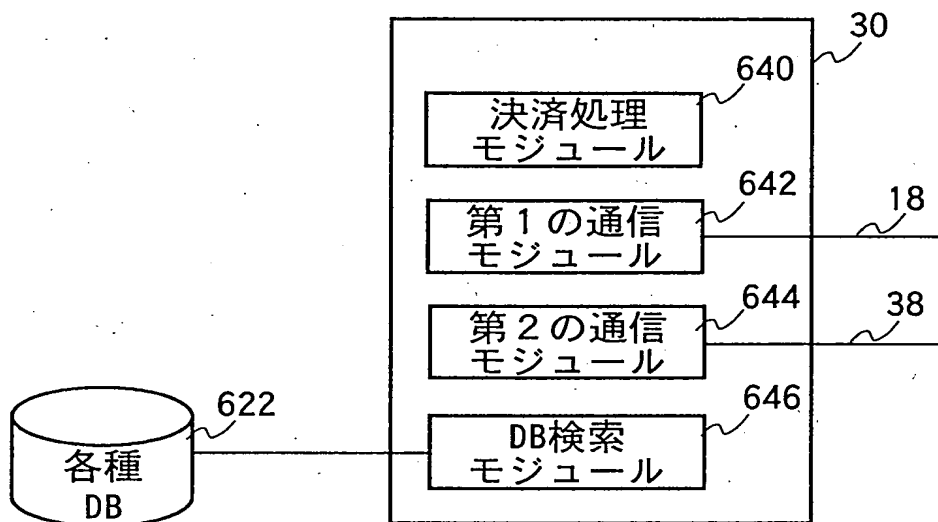 30
640
決済処理
モジュール
642
第1の通信
モジュール
18
644
第2の通信
モジュール
38
646
DB検索
モジュール
622
各種
DB